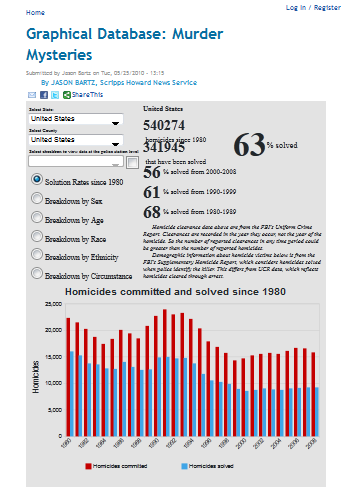 Log In / Register
Home
Graphical Database: Murder
Mysteries
Submitted by Jason Bartz on Tue, 05/25/2010 - 13:15
By JASON BARTZ, Scripps Howard News Service
ShareThis
Select State:
United States
Select County
United States
Select checkbox to view data at the police station level
Solution Rates since 1980
Breakdown by Sex
Breakdown by Age
Breakdown by Race
Breakdown by Ethinicity
Breakdown by Circumstance
United States
540274
homicides since 1980
341945
that have been solved
63 % solved
56 % solved from 2000-2008
61 % solved from 1990-1999
68 % solved from 1980-1989
Homicide clearance data above are from the FBI's Uniform Crime
Report. Clearances are recorded in the year they occur, not the year of the
homicide. So the number of reported clearances in any time period could
be greater than the number of reported homicides.
Demographic information about homicide victims below is from the
FBI's Supplementary Homicide Report, which considers homicides solved
when police identify the killer. This differs from UCR data, which reflects
homicides cleared through arrest.
Homicides committed and solved since 1980
Homicides
25,000
20,000
15,000
10,000
5,000
0
1980 1982 1984 1986 1988 1990 1992 1994 1996 1998 2000 2002 2004 2006 2008
Homicides committed Homicides solved